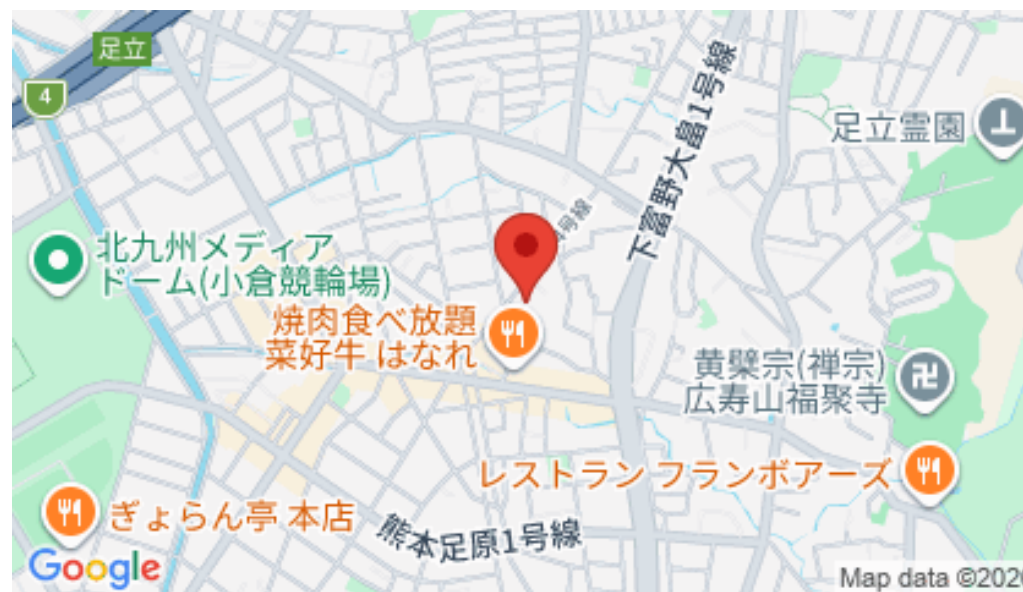 足立
4
足立霊園
下富野大畠1号線
4号線
北九州メディア
ドーム(小倉競輪場)
焼肉食べ放題
菜好牛 はなれ
黄檗宗(禅宗)
広寿山福聚寺
レストラン フランボアーズ
ぎょらん亭 本店
熊本足原1号線
Google
Map data ©202